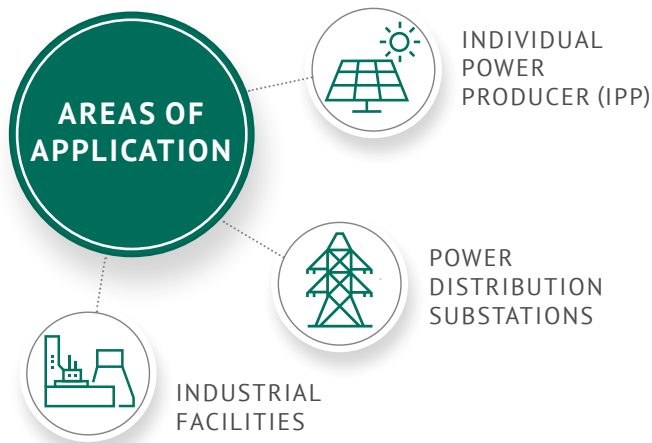 AREAS OF
APPLICATION
INDIVIDUAL
POWER
PRODUCER (IPP)
POWER
DISTRIBUTION
SUBSTATIONS
INDUSTRIAL
FACILITIES